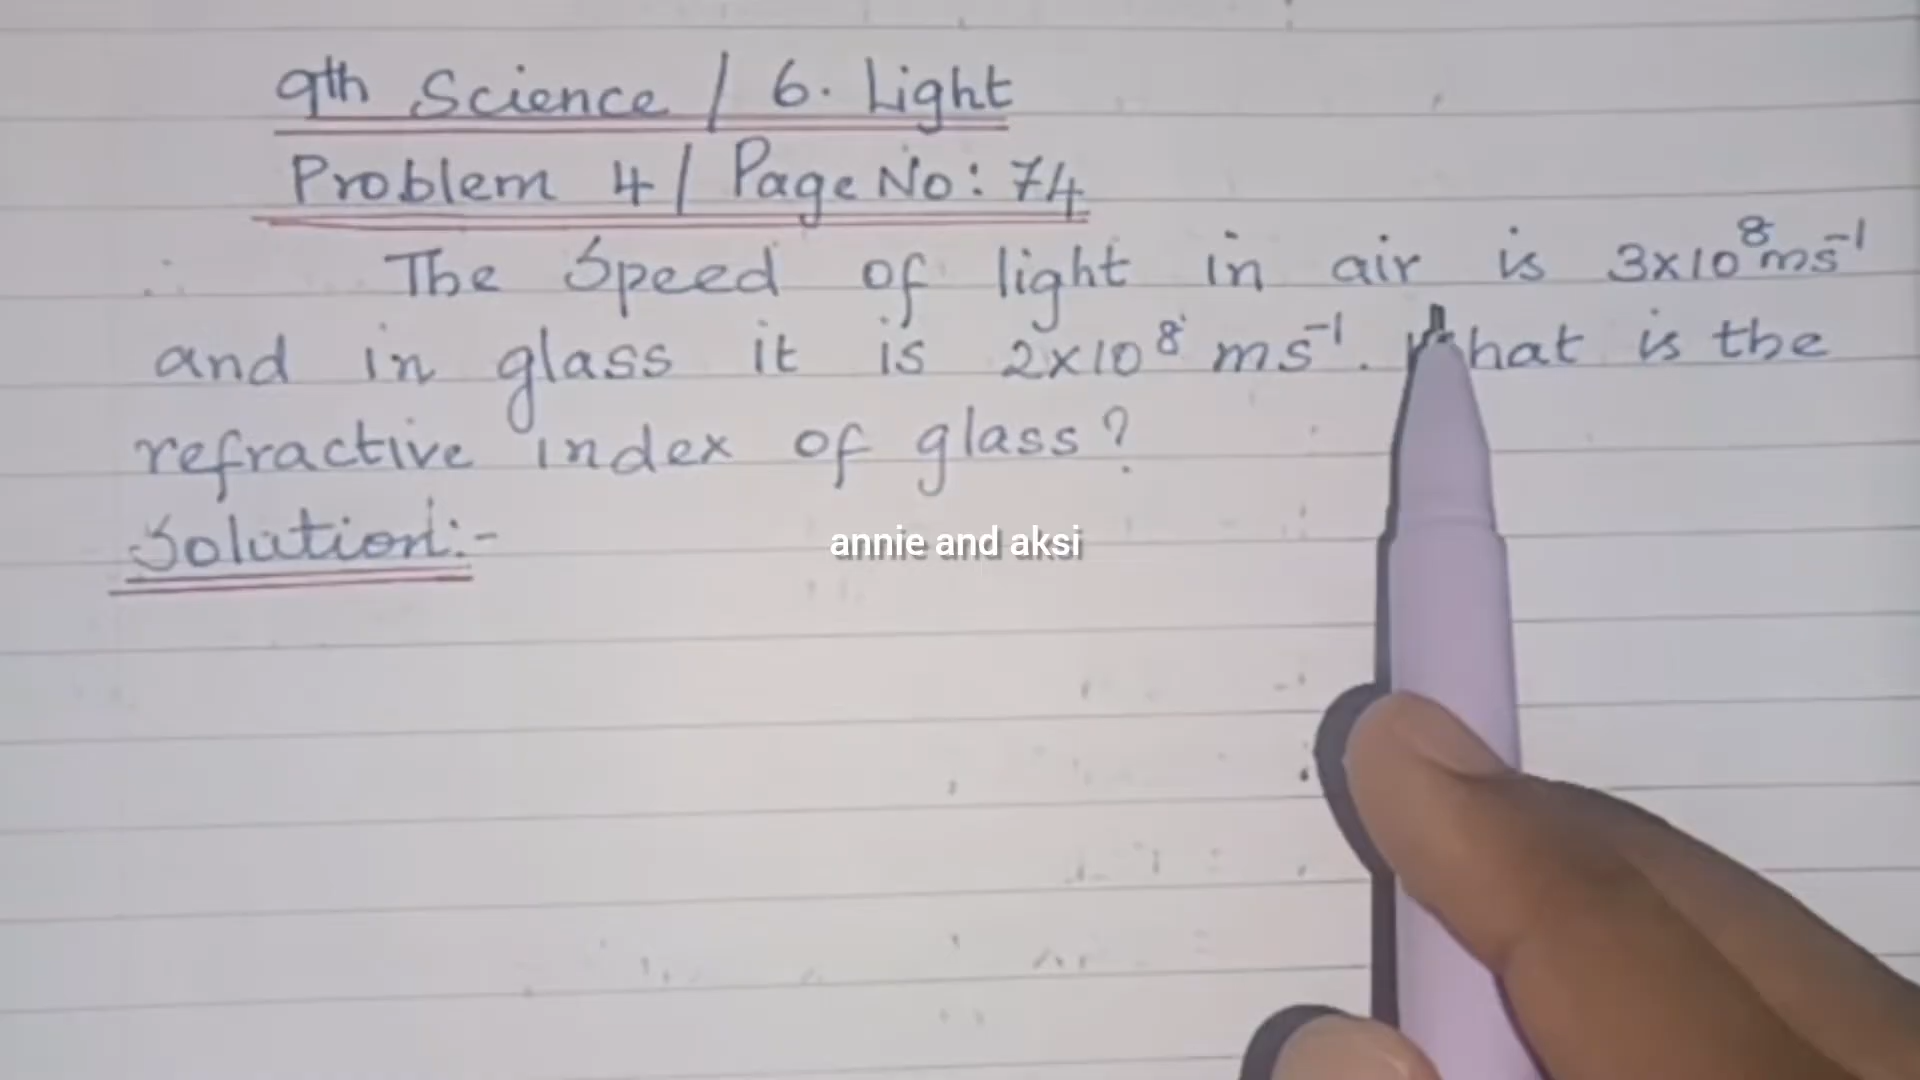 9th Science / 6. Light
Problem 4 / Page No: 74
The Speed of light in air is 3x10⁸ms⁻¹
and in glass it is 2x10⁸ ms⁻¹. What is the
refractive index of glass?
annie and aksi
Solution:-